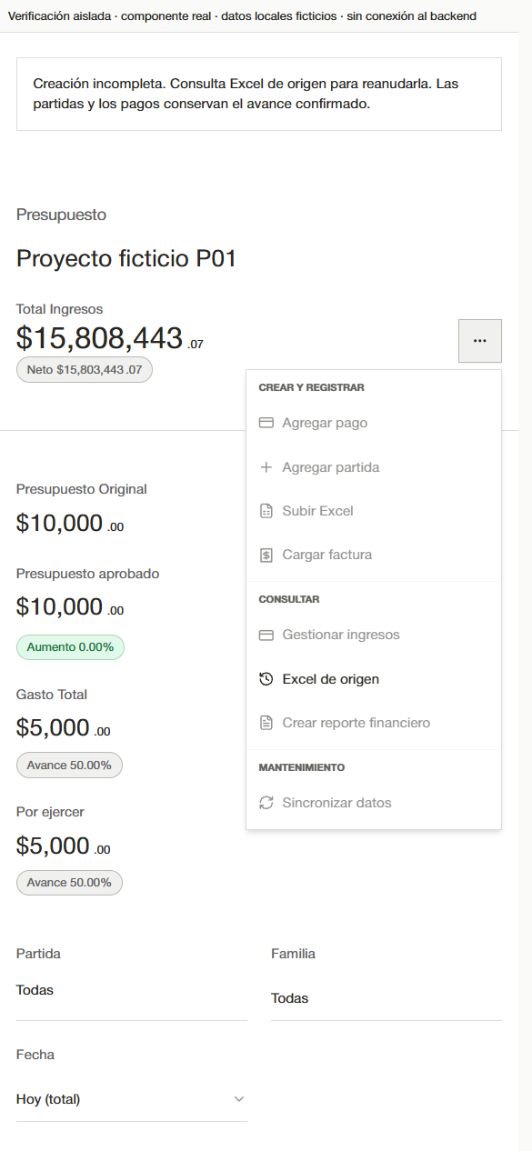 Verificación aislada · componente real · datos locales ficticios · sin conexión al backend
Creación incompleta. Consulta Excel de origen para reanudarla. Las
partidas y los pagos conservan el avance confirmado.
Presupuesto
Proyecto ficticio P01
Total Ingresos
$15,808,443.07
Neto $15,803,443.07
...
CREAR Y REGISTRAR
Agregar pago
Agregar partida
Subir Excel
Cargar factura
CONSULTAR
Gestionar ingresos
Excel de origen
Crear reporte financiero
MANTENIMIENTO
Sincronizar datos
Presupuesto Original
$10,000.00
Presupuesto aprobado
$10,000.00
Aumento 0.00%
Gasto Total
$5,000.00
Avance 50.00%
Por ejercer
$5,000.00
Avance 50.00%
Partida
Todas
Familia
Todas
Fecha
Hoy (total)